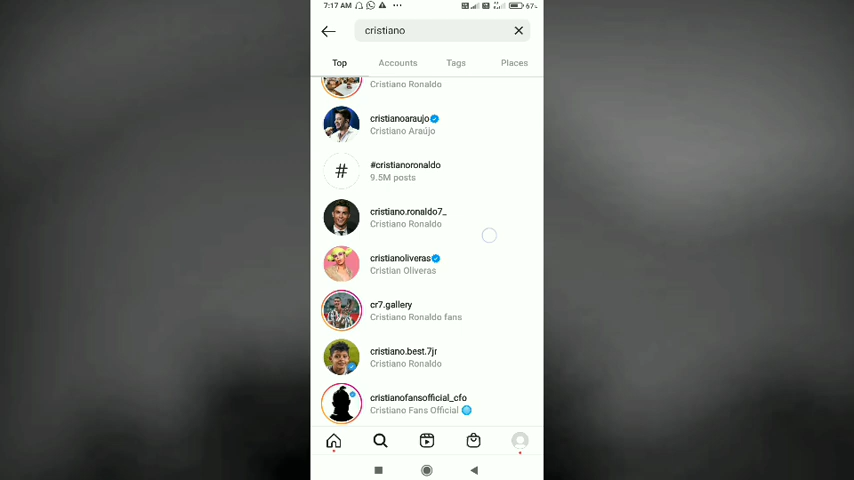 7:17 AM
67
cristiano
Top Accounts Tags Places
Cristiano Ronaldo
cristianoaraujo
Cristiano Araújo
#
#cristianoronaldo
9.5M posts
cristiano.ronaldo7_
Cristiano Ronaldo
cristianoliveras
Cristian Oliveras
cr7.gallery
Cristiano Ronaldo fans
cristiano.best.7jr
Cristiano Ronaldo
cristianofansofficial_cfo
Cristiano Fans Official